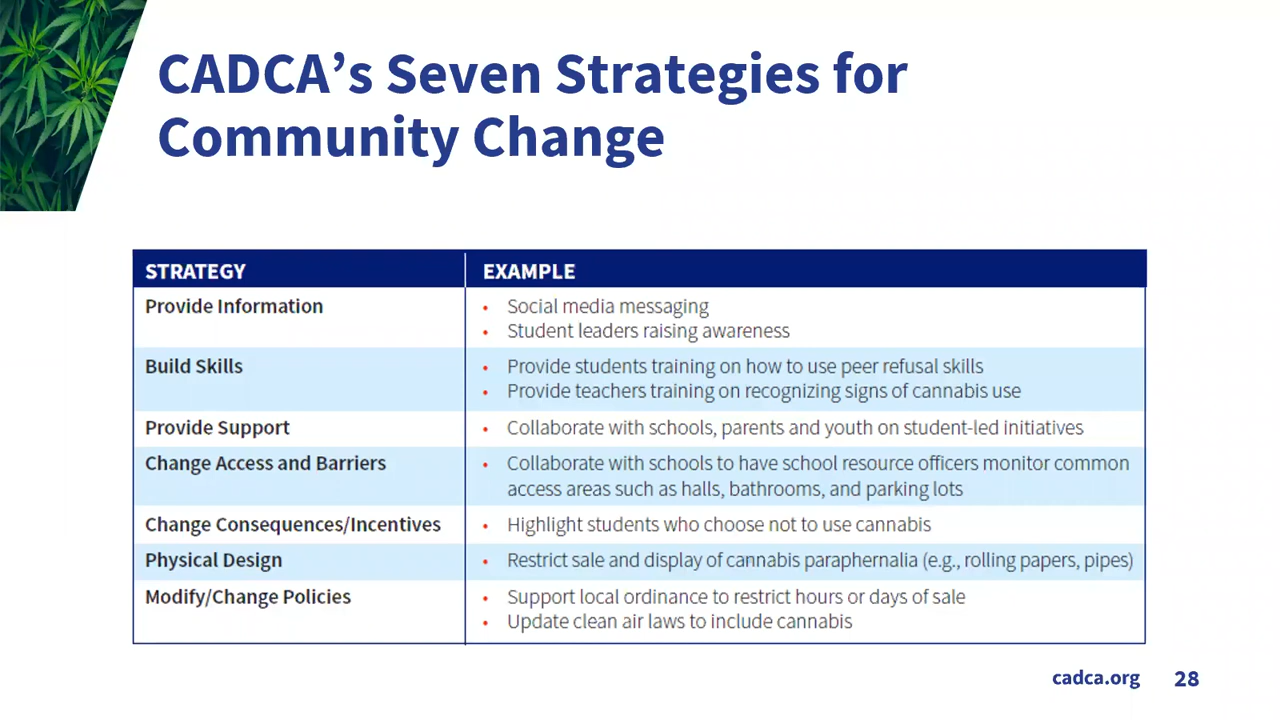 CADCA’s Seven Strategies for
Community Change
STRATEGY EXAMPLE
Provide Information • Social media messaging
• Student leaders raising awareness
Build Skills • Provide students training on how to use peer refusal skills
• Provide teachers training on recognizing signs of cannabis use
Provide Support • Collaborate with schools, parents and youth on student-led initiatives
Change Access and Barriers • Collaborate with schools to have school resource officers monitor common
access areas such as halls, bathrooms, and parking lots
Change Consequences/Incentives • Highlight students who choose not to use cannabis
Physical Design • Restrict sale and display of cannabis paraphernalia (e.g., rolling papers, pipes)
Modify/Change Policies • Support local ordinance to restrict hours or days of sale
• Update clean air laws to include cannabis
cadca.org 28